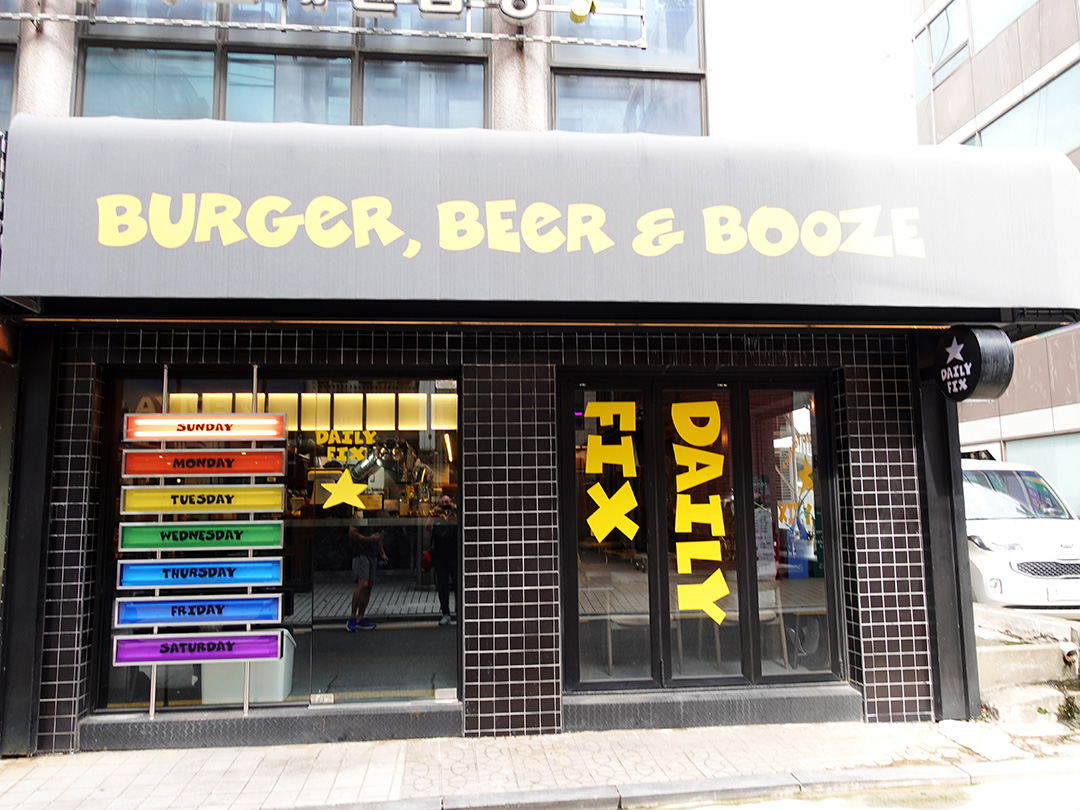 BURGER, BEER & BOOZE
DAILY
FIX
SUNDAY
MONDAY
TUESDAY
WEDNESDAY
THURSDAY
FRIDAY
SATURDAY
DAILY
FIX
DAILY
FIX